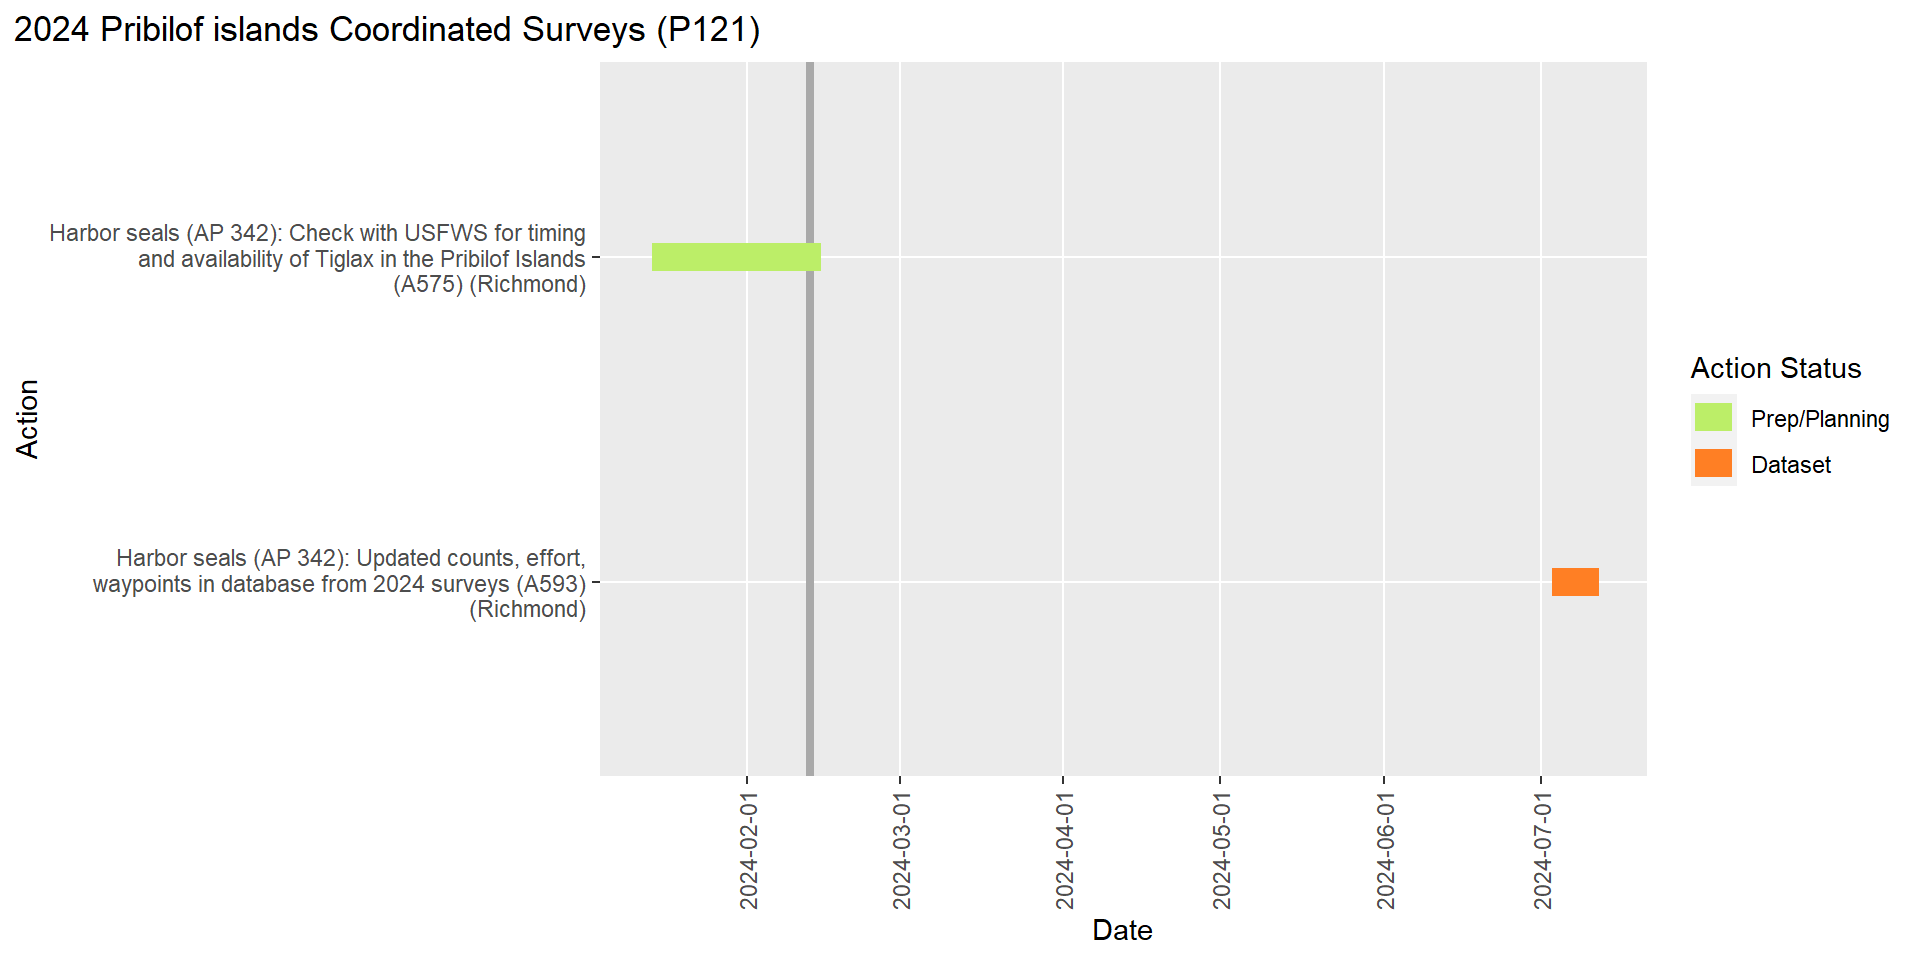 2024 Pribilof islands Coordinated Surveys (P121)
Harbor seals (AP 342): Check with USFWS for timing
and availability of Tiglax in the Pribilof Islands
(A575) (Richmond)
Harbor seals (AP 342): Updated counts, effort,
waypoints in database from 2024 surveys (A593)
(Richmond)
Action
2024-02-01
2024-03-01
2024-04-01
2024-05-01
2024-06-01
2024-07-01
Date
Action Status
Prep/Planning
Dataset